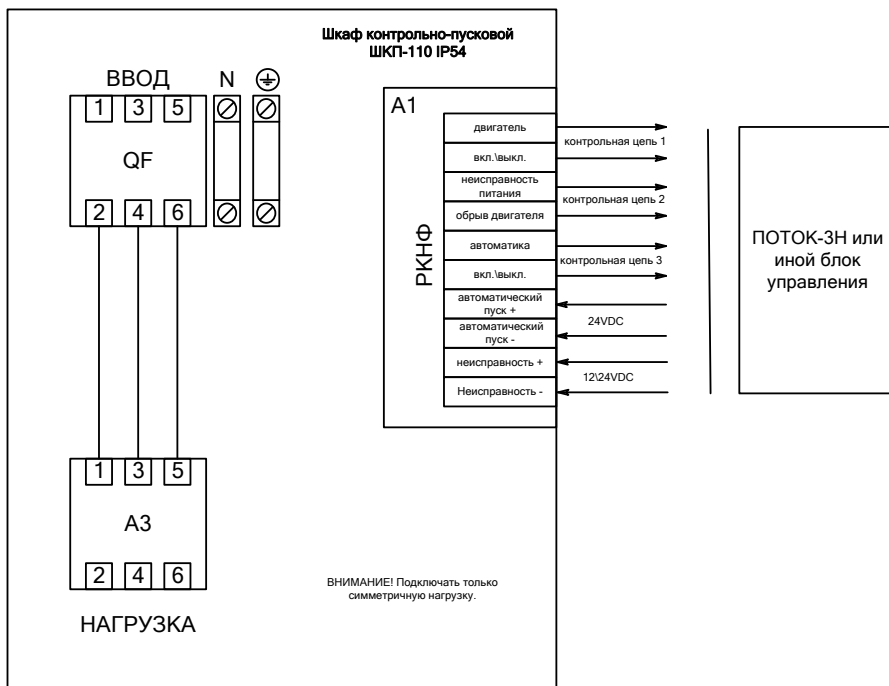 Шкаф контрольно-пусковой
ШКП-110 IP54
ВВОД
N
1 3 5
QF
2 4 6
A1
РКНФ
двигатель
контрольная цепь 1
вкл.\выкл.
неисправность
питания
контрольная цепь 2
обрыв двигателя
автоматика
контрольная цепь 3
вкл.\выкл.
автоматический
пуск +
24VDC
автоматический
пуск -
неисправность +
12\24VDC
Неисправность -
ПОТОК-3Н или
иной блок
управления
1 3 5
А3
2 4 6
НАГРУЗКА
ВНИМАНИЕ! Подключать только
симметричную нагрузку.